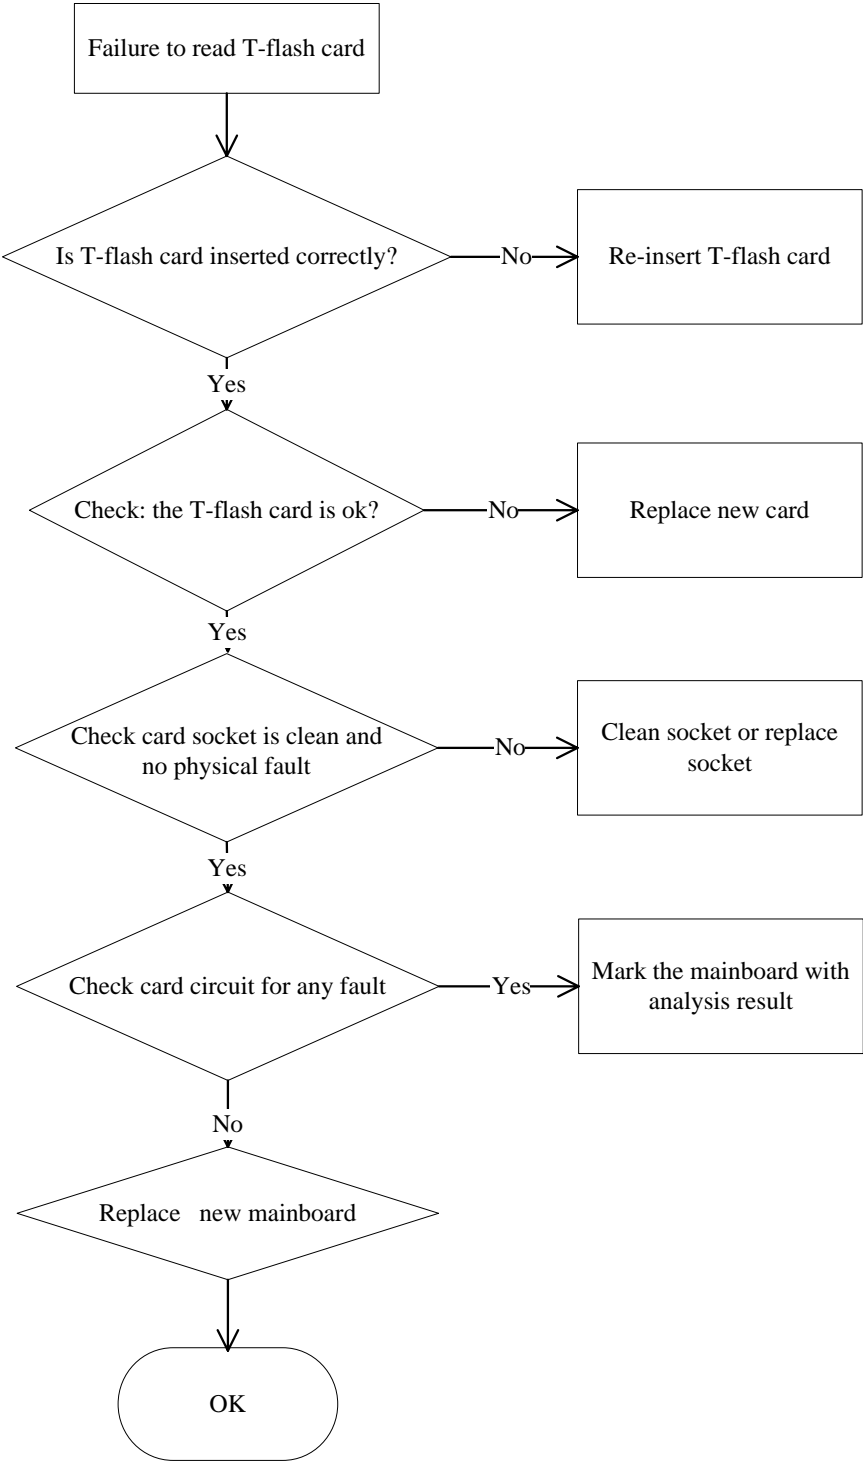 Failure to read T-flash card
Is T-flash card inserted correctly?
No
Re-insert T-flash card
Yes
Check: the T-flash card is ok?
No
Replace new card
Yes
Check card socket is clean and
no physical fault
No
Clean socket or replace
socket
Yes
Check card circuit for any fault
Yes
Mark the mainboard with
analysis result
No
Replace new mainboard
OK